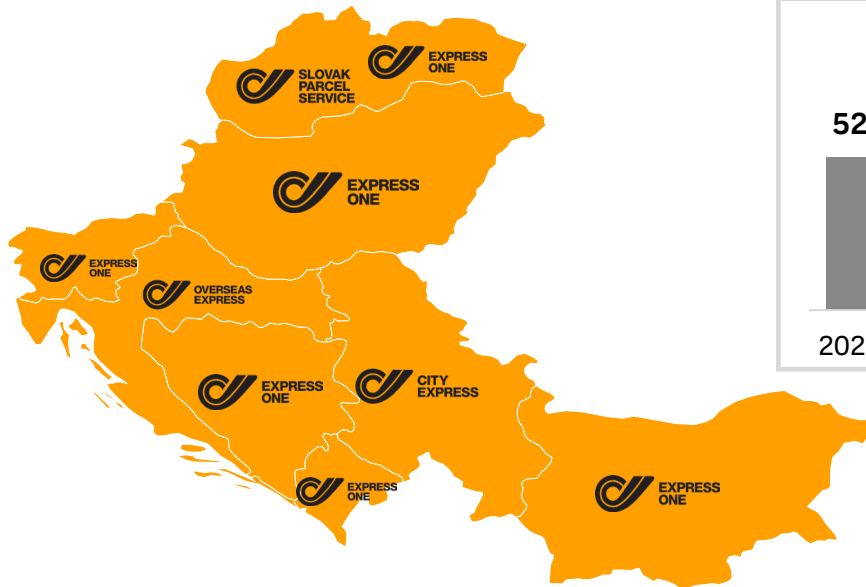 SLOVAK
PARCEL
SERVICE
EXPRESS
ONE
52
EXPRESS
ONE
EXPRESS
ONE
OVERSEAS
EXPRESS
202
EXPRESS
ONE
CITY
EXPRESS
EXPRESS
ONE
EXPRESS
ONE